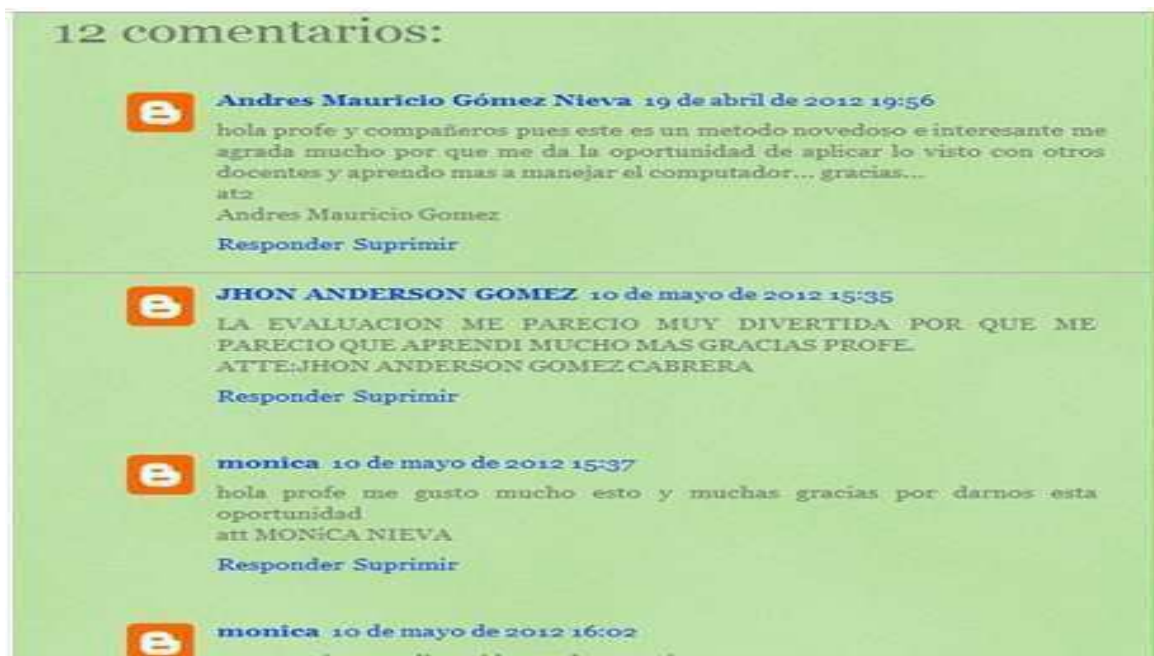 12 comentarios:
Andres Mauricio Gómez Nieva 19 de abril de 2012 19:56
hola profe y compañeros pues este es un metodo novedoso e interesante me
agrada mucho por que me da la oportunidad de aplicar lo visto con otros
docentes y aprendo mas a manejar el computador... gracias...
at2
Andres Mauricio Gomez
Responder Suprimir
JHON ANDERSON GOMEZ 10 de mayo de 2012 15:35
LA EVALUACION ME PARECIO MUY DIVERTIDA POR QUE ME
PARECIO QUE APRENDI MUCHO MAS GRACIAS PROFE.
ATTE:JHON ANDERSON GOMEZ CABRERA
Responder Suprimir
monica 10 de mayo de 2012 15:37
hola profe me gusto mucho esto y muchas gracias por darnos esta
oportunidad
att MONiCA NIEVA
Responder Suprimir
monica 10 de mayo de 2012 16:02